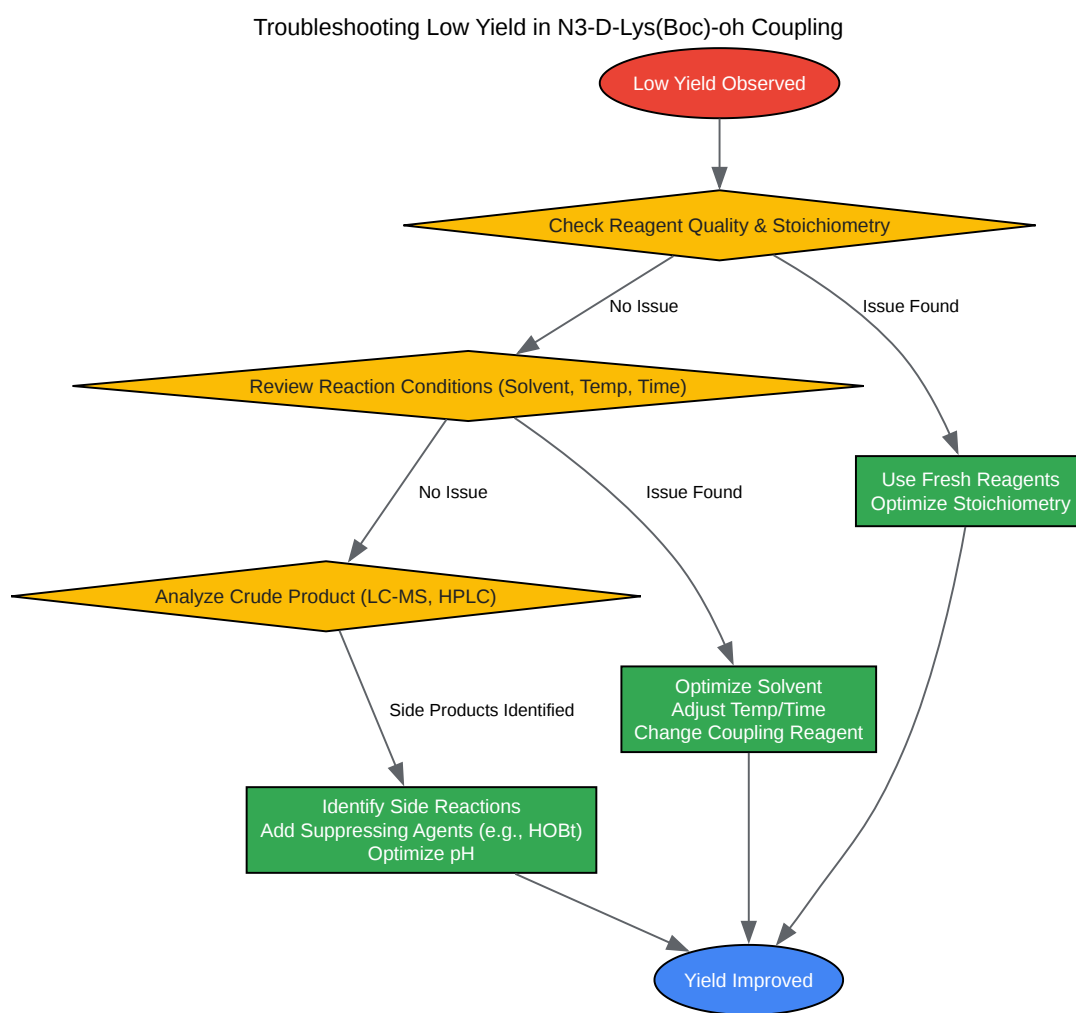 Troubleshooting Low Yield in N3-D-Lys(Boc)-oh Coupling
Low Yield Observed
Check Reagent Quality & Stoichiometry
No Issue
Issue Found
Review Reaction Conditions (Solvent, Temp, Time)
No Issue
Issue Found
Use Fresh Reagents
Optimize Stoichiometry
Analyze Crude Product (LC-MS, HPLC)
Side Products Identified
Optimize Solvent
Adjust Temp/Time
Change Coupling Reagent
Identify Side Reactions
Add Suppressing Agents (e.g., HOBt)
Optimize pH
Yield Improved